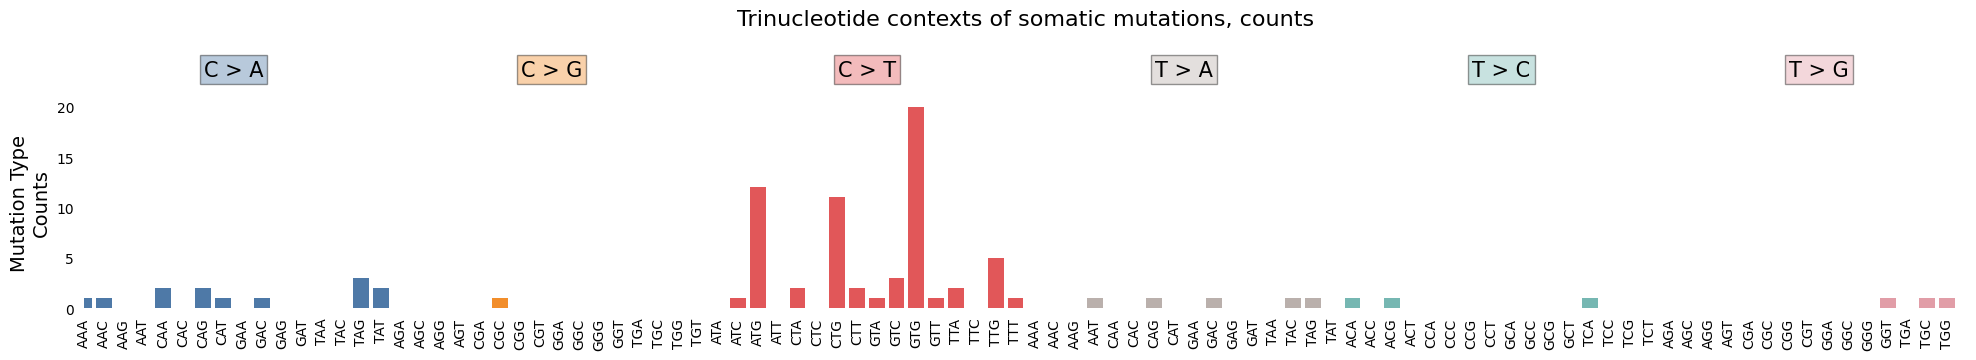 Trinucleotide contexts of somatic mutations, counts
C > A C > G C > T T > A T > C T > G
Mutation Type
Counts
20
15
10
5
0
AAA AAC AAG AAT CAA CAC CAG CAT GAA GAC GAG GAT TAA TAC TAG TAT AGA AGC AGG AGT CGA CGC CGG CGT GGA GGC GGG GGT TGA TGC TGG TGT ATA ATC ATG ATT CTA CTC CTG CTT GTA GTC GTG GTT TTA TTC TTG TTT AAA AAC AAG AAT CAA CAC CAG CAT GAA GAC GAG GAT TAA TAC TAG TAT ACA ACC ACG ACT CCA CCC CCG CCT GCA GCC GCG GCT TCA TCC TCG TCT AGA AGC AGG AGT CGA CGC CGG CGT GGA GGC GGG GGT TGA TGC TGG